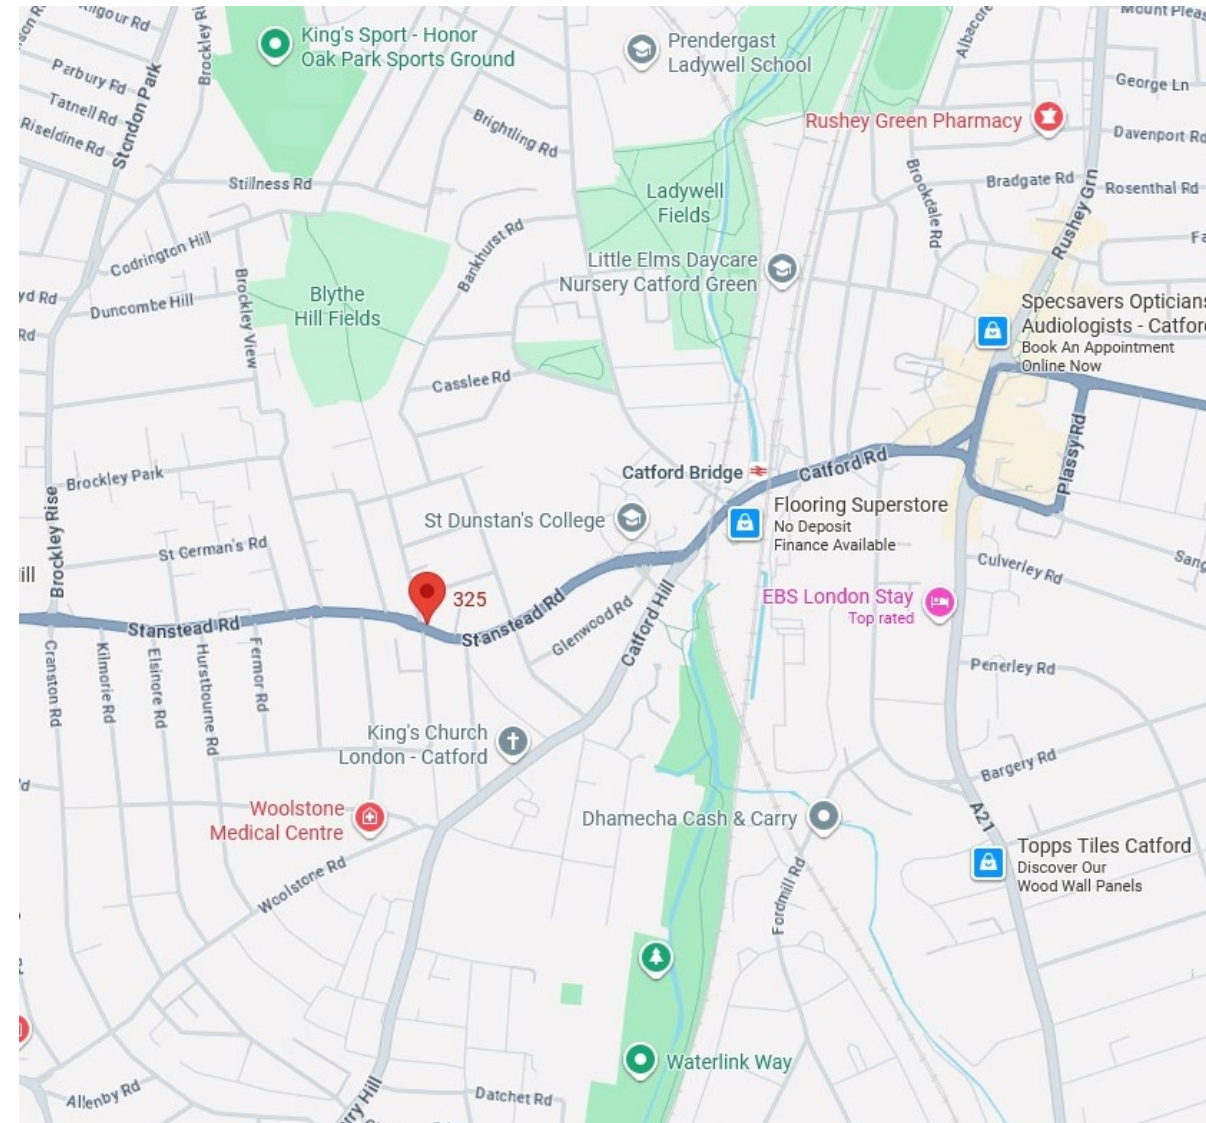 King's Sport - Honor
Oak Park Sports Ground
Prendergast
Ladywell School
Albacore
Mount Pleas
George Ln
Parbury Rd
Tatnell Rd
Riseldine Rd
Stondon Park
Brightling Rd
Rushey Green Pharmacy
Davenport Rd
Stillness Rd
Ladywell
Fields
Brookdale Rd
Bradgate Rd
Rosenthal Rd
Rushey Grn
Codrington Hill
Bankhurst Rd
Little Elms Daycare
Nursery Catford Green
Duncombe Hill
Brockley View
Blythe
Hill Fields
Specsavers Opticians
Audiologists - Catfor
Book An Appointment
Online Now
Casslee Rd
Plassy Rd
Brockley Park
Catford Bridge
Catford Rd
Brockley Rise
St Dunstan's College
Flooring Superstore
No Deposit
Finance Available
St German's Rd
Culverley Rd
Sang
ill
325
EBS London Stay
Top rated
Stanstead Rd
Stanstead Rd
Glenwood Rd
Catford Hill
Cranston Rd
Kilmorie Rd
Elsinore Rd
Hurstbourne Rd
Fermor Rd
Penerley Rd
King's Church
London - Catford
Bargery Rd
Woolstone
Medical Centre
Dhamecha Cash & Carry
A21
Topps Tiles Catford
Discover Our
Wood Wall Panels
Woolstone Rd
Fordmill Rd
Waterlink Way
Allenby Rd
rry Hill
Datchet Rd